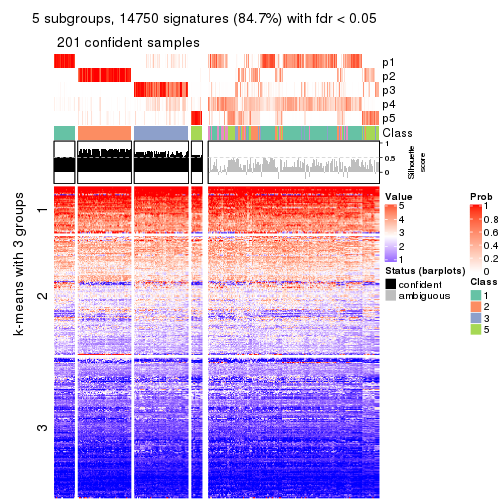 5 subgroups, 14750 signatures (84.7%) with fdr < 0.05
201 confident samples
p1
p2
p3
p4
p5
Class
1
0.5
0
Silhouette
score
k-means with 3 groups
1
2
3
Value
5
4
3
2
1
Status (barplots)
confident
ambiguous
Prob
1
0.8
0.6
0.4
0.2
0
Class
1
2
3
5